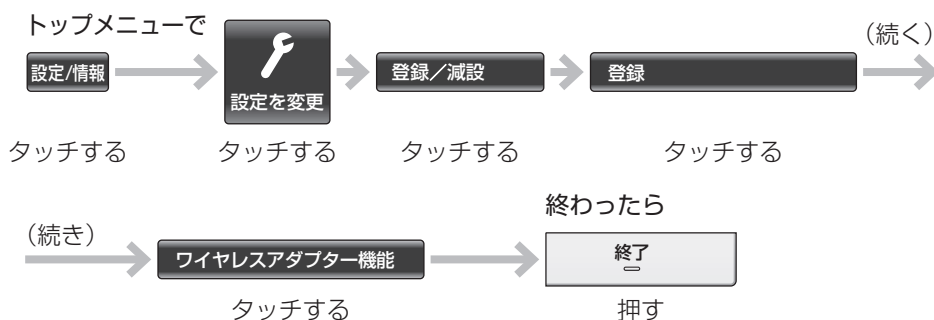 トップメニューで
設定/情報
設定を変更
登録／減設
登録
（続く）
タッチする
タッチする
タッチする
タッチする
（続き）
ワイヤレスアダプター機能
タッチする
終わったら
終了
押す